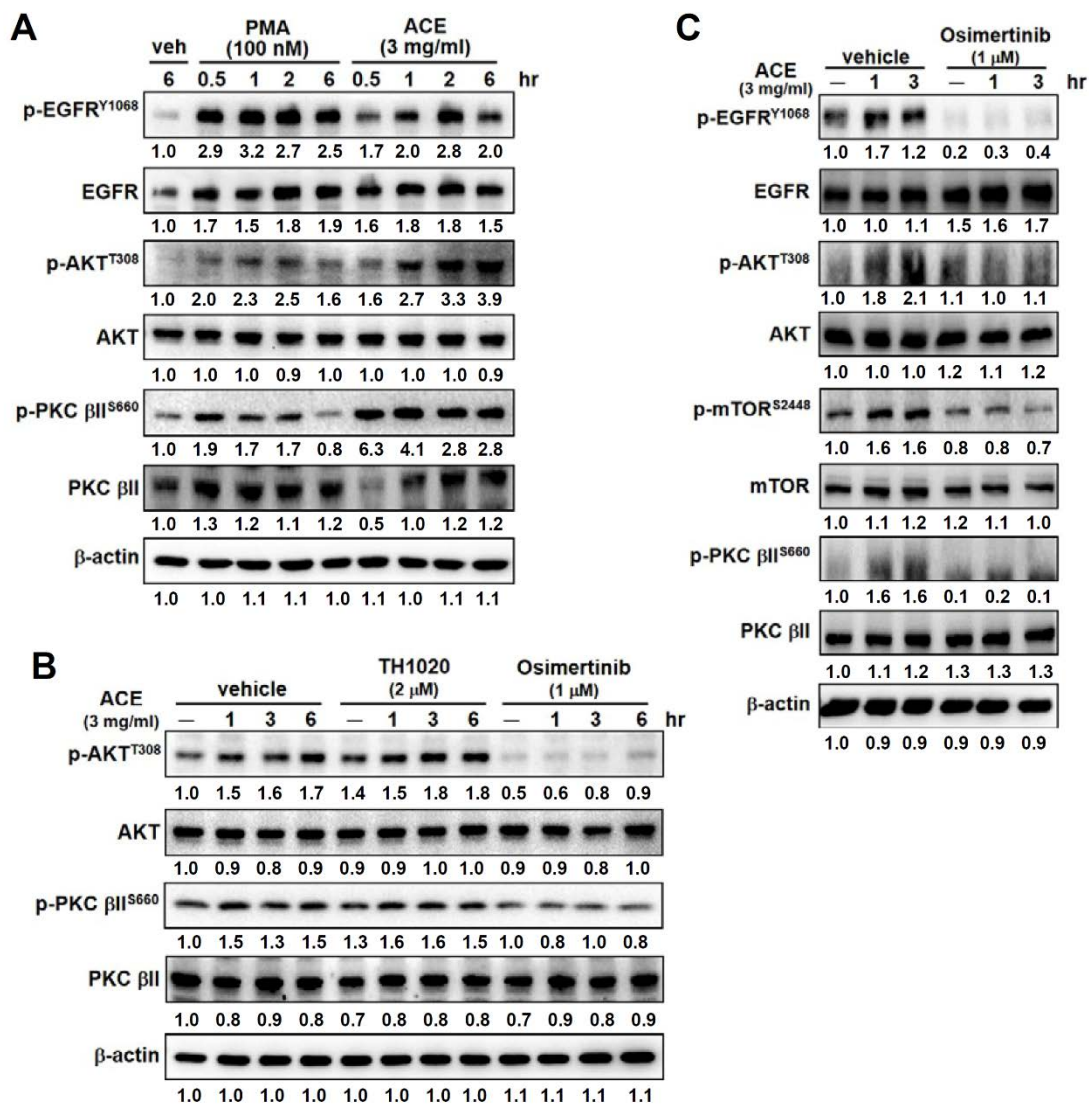 A
PMA ACE
veh (100 nM) (3 mg/ml)
6 0.5 1 2 6 0.5 1 2 6 hr
p-EGFRY1068
1.0 2.9 3.2 2.7 2.5 1.7 2.0 2.8 2.0
EGFR
1.0 1.7 1.5 1.8 1.9 1.6 1.8 1.8 1.5
p-AKTT308
1.0 2.0 2.3 2.5 1.6 1.6 2.7 3.3 3.9
AKT
1.0 1.0 1.0 0.9 1.0 1.0 1.0 1.0 0.9
p-PKC βIIS660
1.0 1.9 1.7 1.7 0.8 6.3 4.1 2.8 2.8
PKC βII
1.0 1.3 1.2 1.1 1.2 0.5 1.0 1.2 1.2
β-actin
1.0 1.0 1.1 1.1 1.0 1.1 1.0 1.1 1.1
B
TH1020 Osimertinib
ACE vehicle (2 μM) (1 μM)
(3 mg/ml) — 1 3 6 — 1 3 6 — 1 3 6 hr
p-AKTT308
1.0 1.5 1.6 1.7 1.4 1.5 1.8 1.8 0.5 0.6 0.8 0.9
AKT
1.0 0.9 0.8 0.9 0.9 0.9 1.0 1.0 0.9 0.9 0.8 1.0
p-PKC βIIS660
1.0 1.5 1.3 1.5 1.3 1.6 1.6 1.5 1.0 0.8 1.0 0.8
PKC βII
1.0 0.8 0.9 0.8 0.7 0.8 0.8 0.8 0.7 0.9 0.8 0.9
β-actin
1.0 1.0 1.0 1.0 1.0 1.0 1.0 1.0 1.1 1.1 1.1 1.1
C
Osimertinib
vehicle (1 μM)
ACE
(3 mg/ml) — 1 3 — 1 3 hr
p-EGFRY1068
1.0 1.7 1.2 0.2 0.3 0.4
EGFR
1.0 1.0 1.1 1.5 1.6 1.7
p-AKTT308
1.0 1.8 2.1 1.1 1.0 1.1
AKT
1.0 1.0 1.0 1.2 1.1 1.2
p-mTORS2448
1.0 1.6 1.6 0.8 0.8 0.7
mTOR
1.0 1.1 1.2 1.2 1.1 1.0
p-PKC βIIS660
1.0 1.6 1.6 0.1 0.2 0.1
PKC βII
1.0 1.1 1.2 1.3 1.3 1.3
β-actin
1.0 0.9 0.9 0.9 0.9 0.9